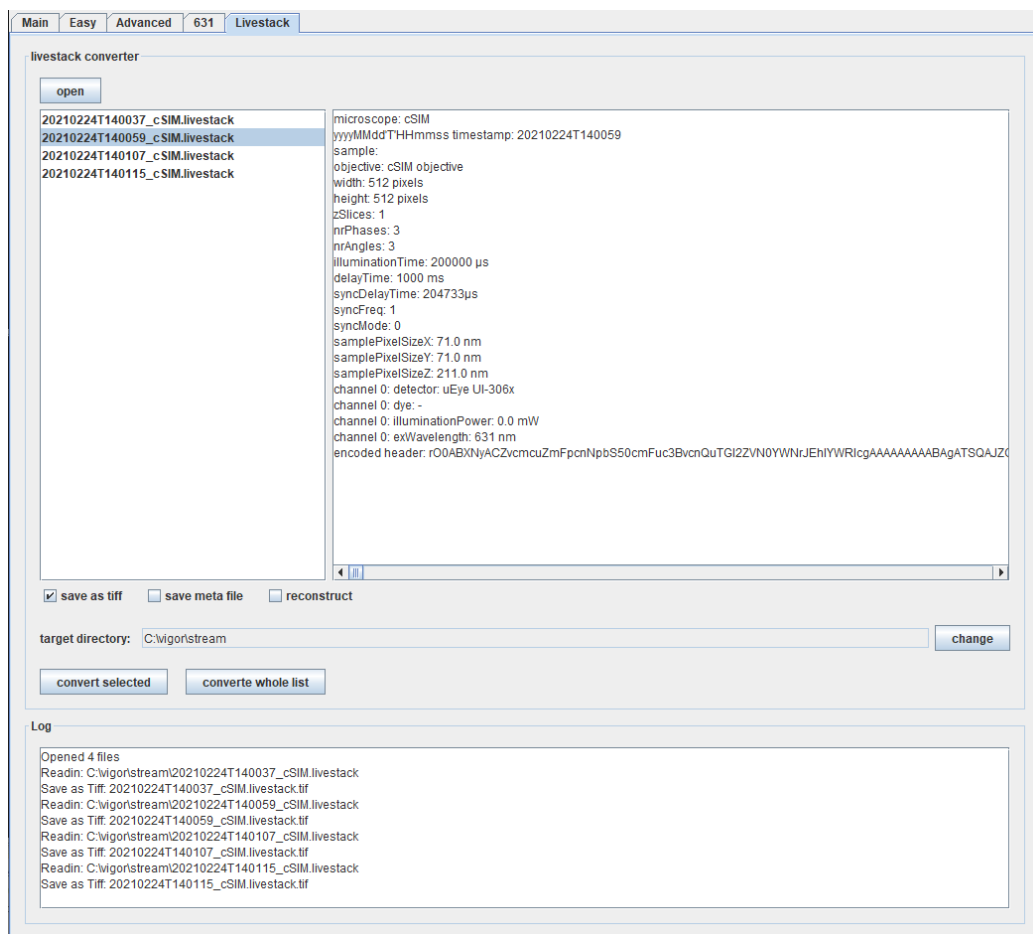 Main Easy Advanced 631 Livestack
livestack converter
open
20210224T140037_cSIM.livestack
20210224T140059_cSIM.livestack
20210224T140107_cSIM.livestack
20210224T140115_cSIM.livestack
microscope: cSIM
yyyyMMdd'T'HHmmss timestamp: 20210224T140059
sample:
objective: cSIM objective
width: 512 pixels
height: 512 pixels
zSlices: 1
nrPhases: 3
nrAngles: 3
illuminationTime: 200000 µs
delayTime: 1000 ms
syncDelayTime: 204733µs
syncFreq: 1
syncMode: 0
samplePixelSizeX: 71.0 nm
samplePixelSizeY: 71.0 nm
samplePixelSizeZ: 211.0 nm
channel 0: detector: uEye UI-306x
channel 0: dye: -
channel 0: illuminationPower: 0.0 mW
channel 0: exWavelength: 631 nm
encoded header:
save as tiff save meta file reconstruct
target directory: C:\vigor\stream change
convert selected converte whole list
Log
Opened 4 files
Readin: C:\vigor\stream\20210224T140037_cSIM.livestack
Save as Tiff: 20210224T140037_cSIM.livestack.tif
Readin: C:\vigor\stream\20210224T140059_cSIM.livestack
Save as Tiff: 20210224T140059_cSIM.livestack.tif
Readin: C:\vigor\stream\20210224T140107_cSIM.livestack
Save as Tiff: 20210224T140107_cSIM.livestack.tif
Readin: C:\vigor\stream\20210224T140115_cSIM.livestack
Save as Tiff: 20210224T140115_cSIM.livestack.tif